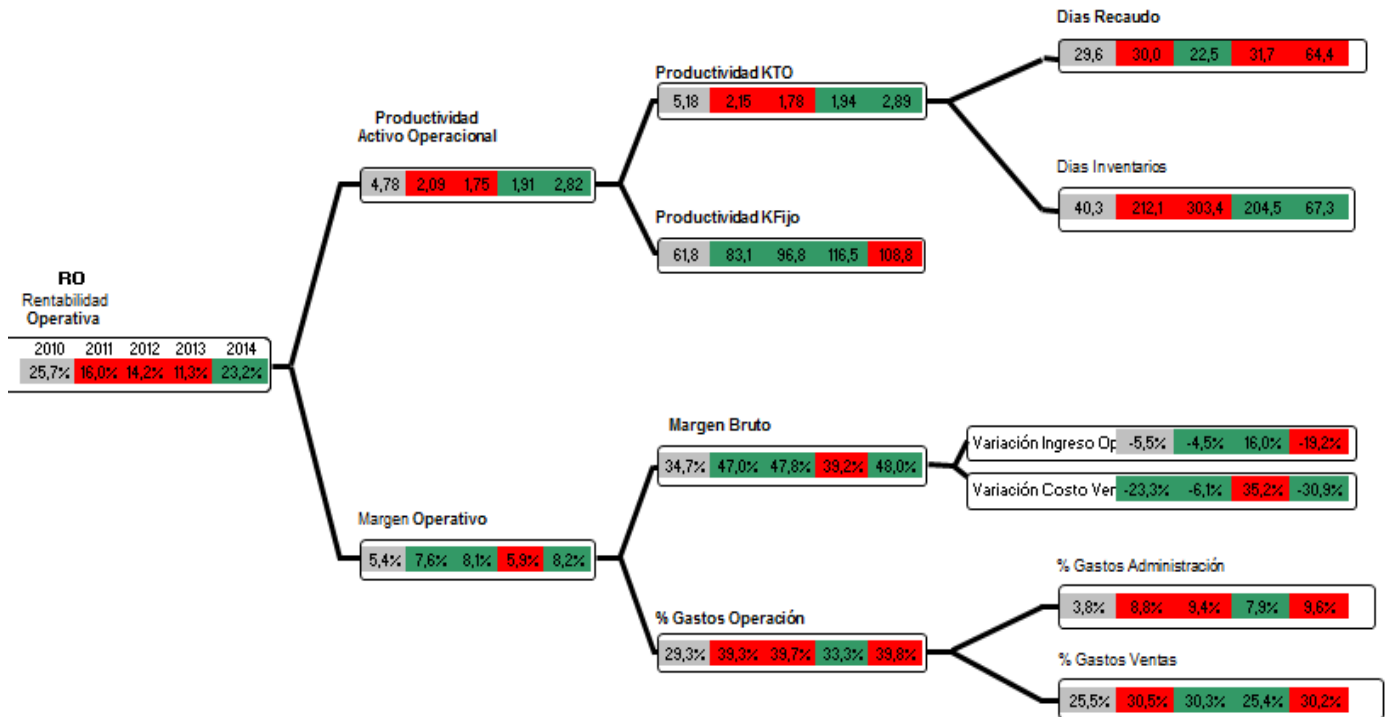 RO
Rentabilidad
Operativa
2010 2011 2012 2013 2014
25,7% 16,0% 14,2% 11,3% 23,2%
Productividad
Activo Operacional
4,78 2,09 1,75 1,91 2,82
Productividad KTO
5,18 2,15 1,78 1,94 2,89
Dias Recaudo
29,6 30,0 22,5 31,7 64,4
Dias Inventarios
40,3 212,1 303,4 204,5 67,3
Productividad KFijo
61,8 83,1 96,8 116,5 108,8
Margen Operativo
5,4% 7,6% 8,1% 5,9% 8,2%
Margen Bruto
34,7% 47,0% 47,8% 39,2% 48,0%
Variación Ingreso Op -5,5% -4,5% 16,0% -19,2%
Variación Costo Ver -23,3% -6,1% 35,2% -30,9%
% Gastos Operación
29,3% 39,3% 39,7% 33,3% 39,8%
% Gastos Administración
3,8% 8,8% 9,4% 7,9% 9,6%
% Gastos Ventas
25,5% 30,5% 30,3% 25,4% 30,2%